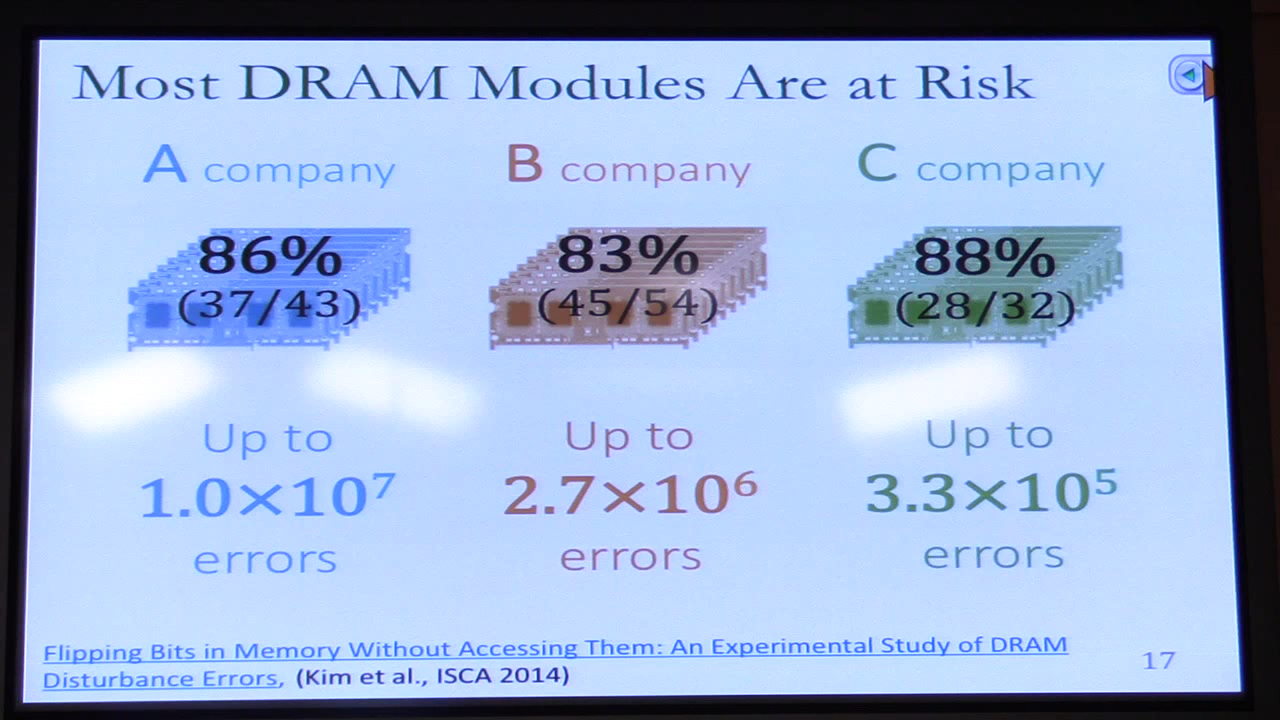 Most DRAM Modules Are at Risk
A company
B company
C company
86%
(37/43)
83%
(45/54)
88%
(28/32)
Up to
1.0×10⁷
errors
Up to
2.7×10⁶
errors
Up to
3.3×10⁵
errors
Flipping Bits in Memory Without Accessing Them: An Experimental Study of DRAM
Disturbance Errors, (Kim et al., ISCA 2014)
17